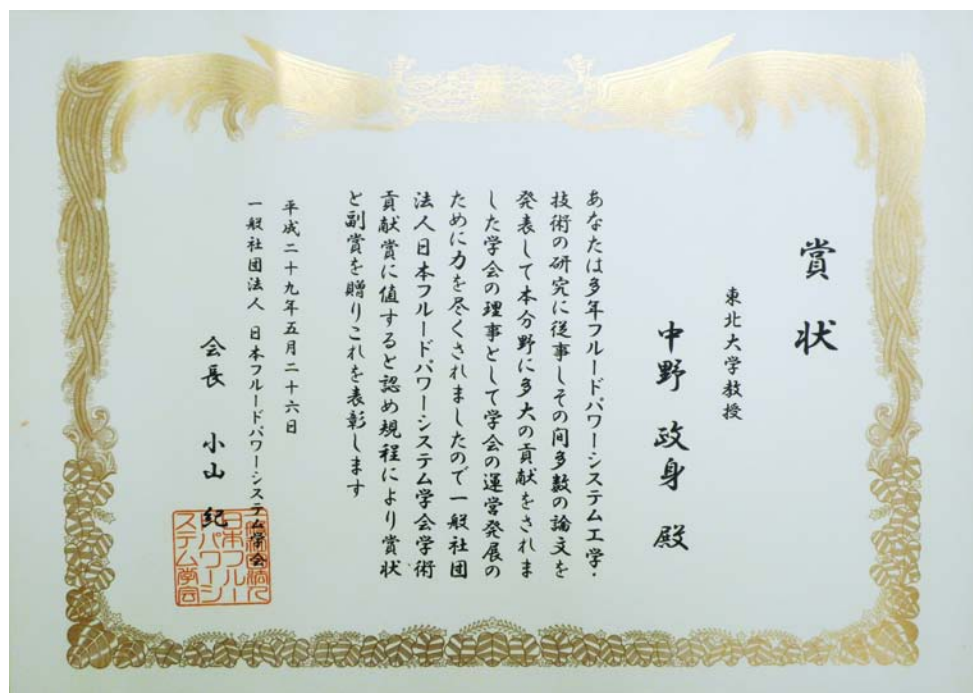 賞状
東北大学教授
中野 政身 殿
あなたは多年フルードパワーシステム工学・
技術の研究に従事しその間多数の論文を
発表して本分野に多大の貢献をされま
した学会の理事として学会の運営発展の
ために力を尽くされましたので一般社団
法人日本フルードパワーシステム学会学術
貢献賞に値すると認め規程により賞状
と副賞を贈りこれを表彰します
平成二十九年五月二十六日
一般社団法人 日本フルードパワーシステム学会
会長 小山 紀